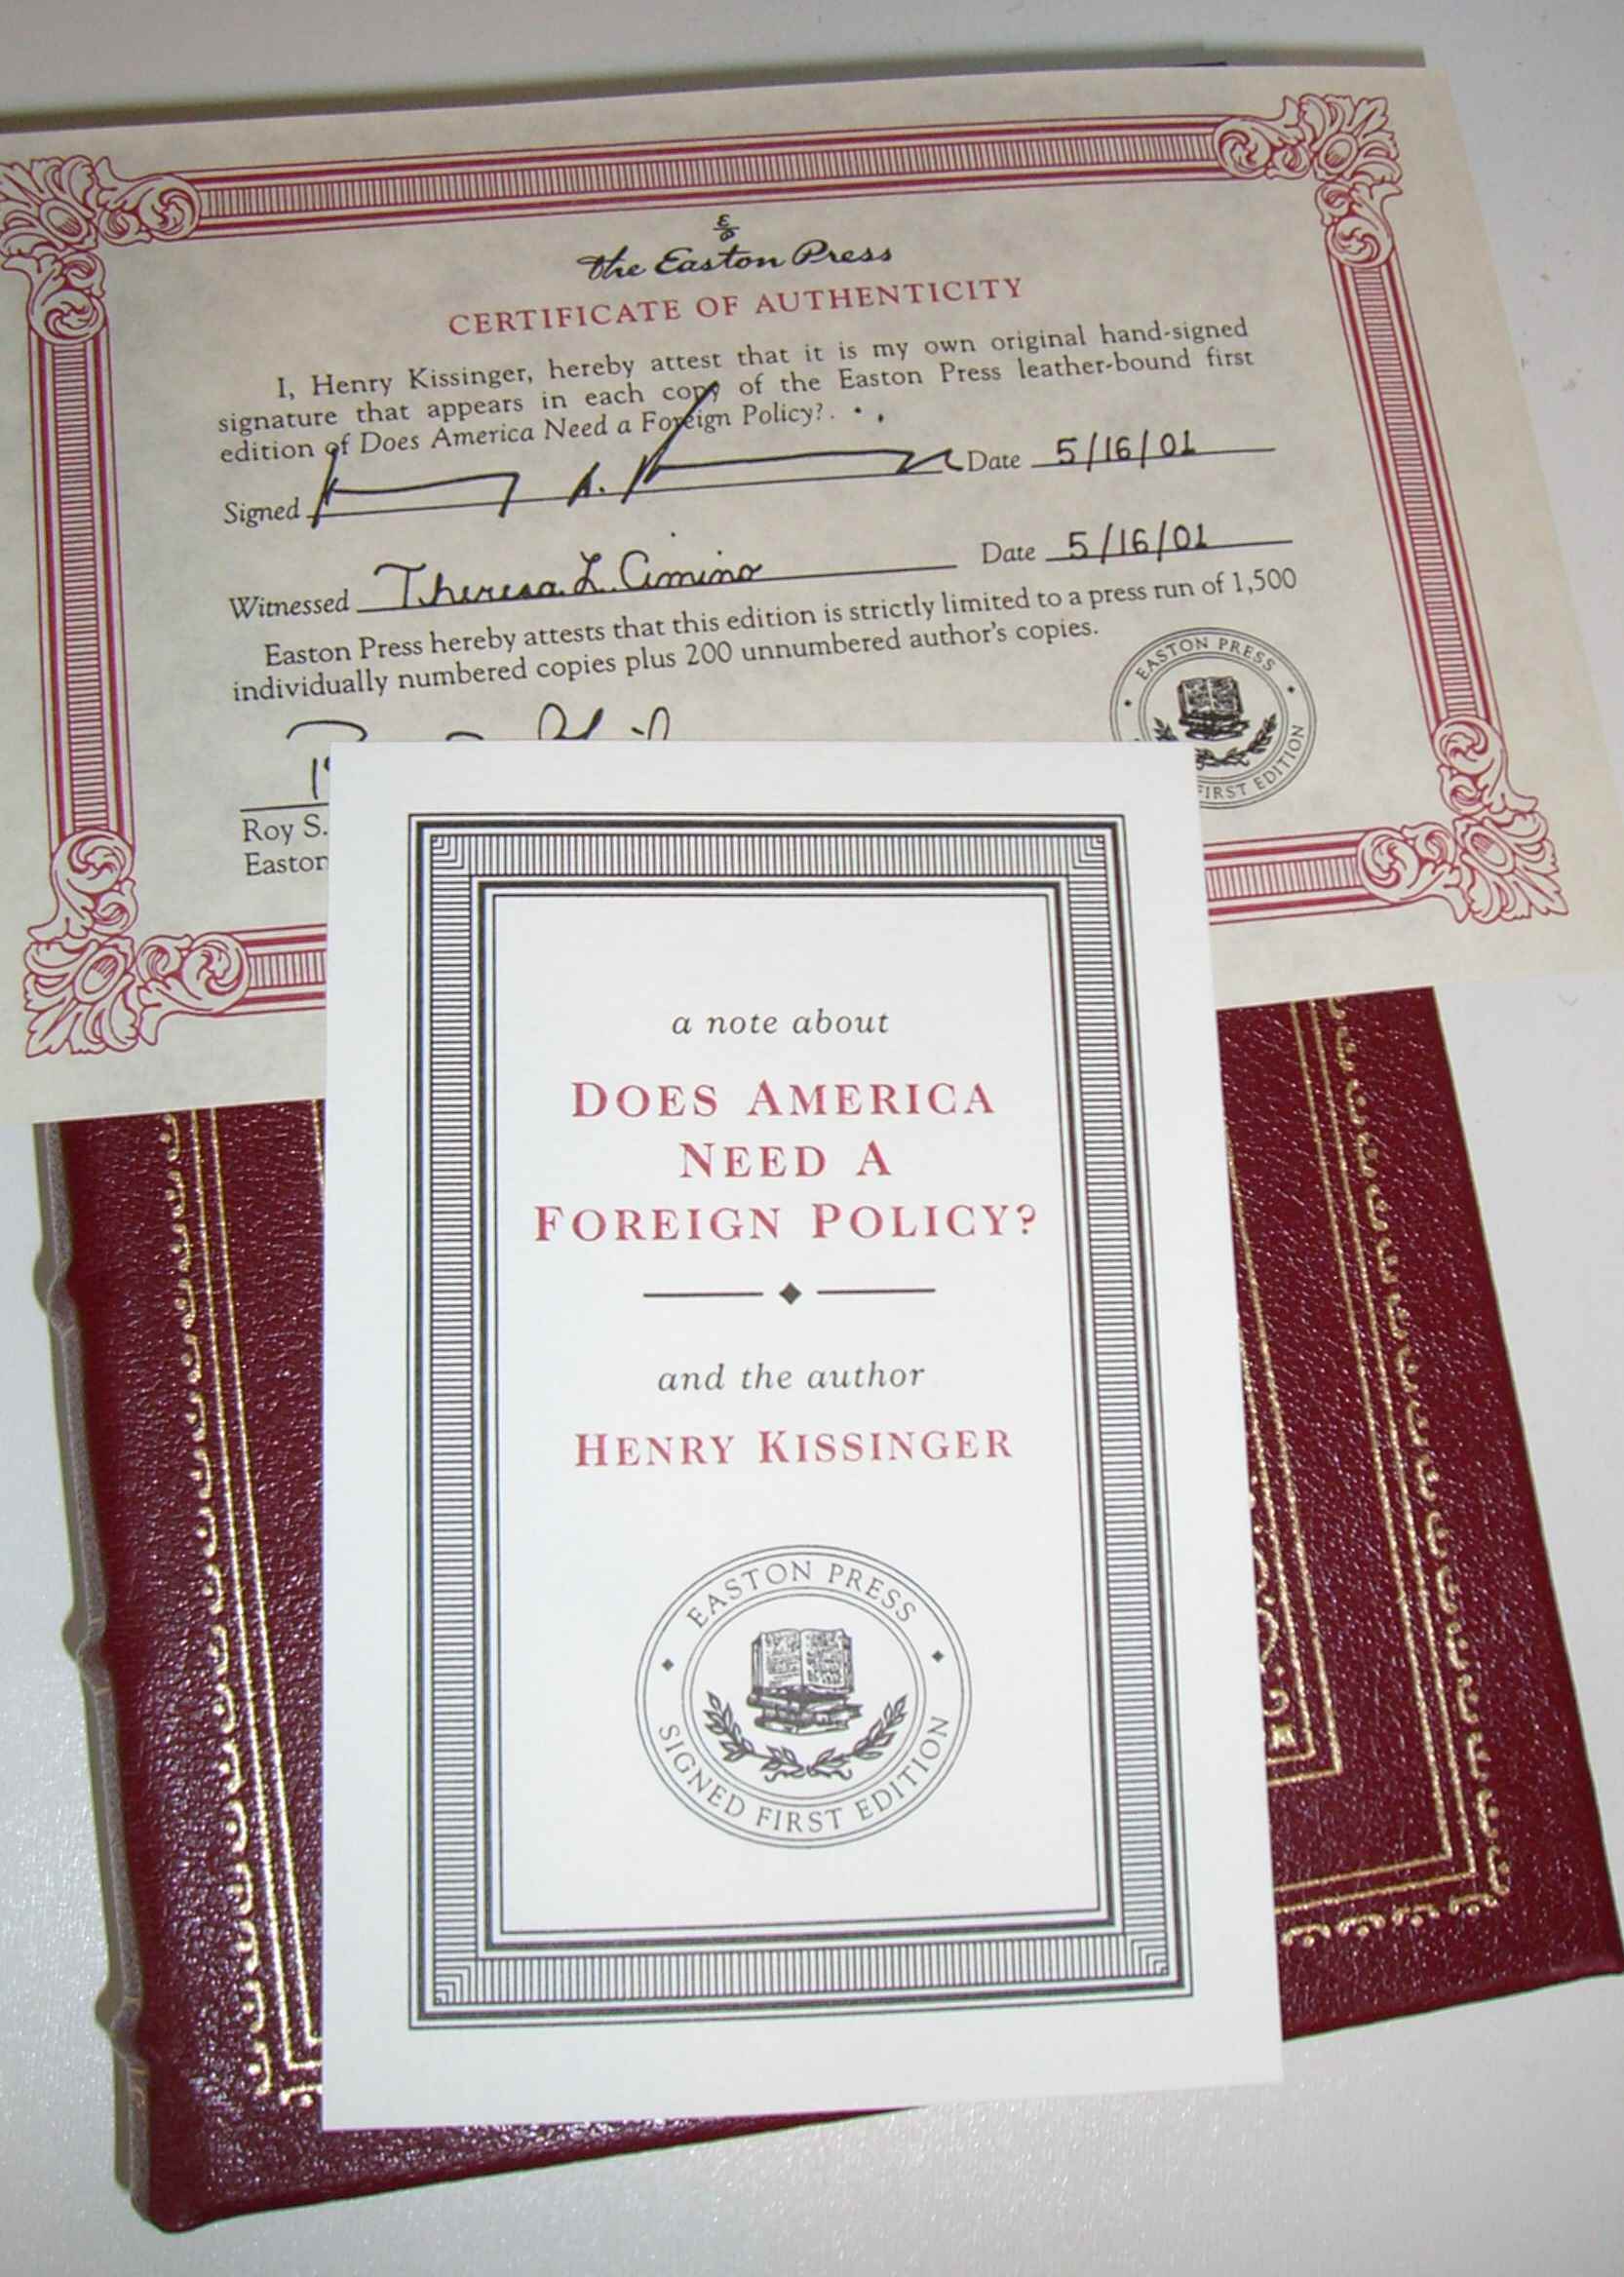 the Easton Press
CERTIFICATE OF AUTHENTICITY
I, Henry Kissinger, hereby attest that it is my own original hand-signed
signature that appears in each copy of the Easton Press leather-bound first
edition of Does America Need a Foreign Policy?.
Signed Date 5/16/01
Witnessed Theresa L. Cimino Date 5/16/01
Easton Press hereby attests that this edition is strictly limited to a press run of 1,500
individually numbered copies plus 200 unnumbered author's copies.
EASTON PRESS
FIRST EDITION
Roy S.
Easton
a note about
DOES AMERICA
NEED A
FOREIGN POLICY?
and the author
HENRY KISSINGER
EASTON PRESS
SIGNED FIRST EDITION